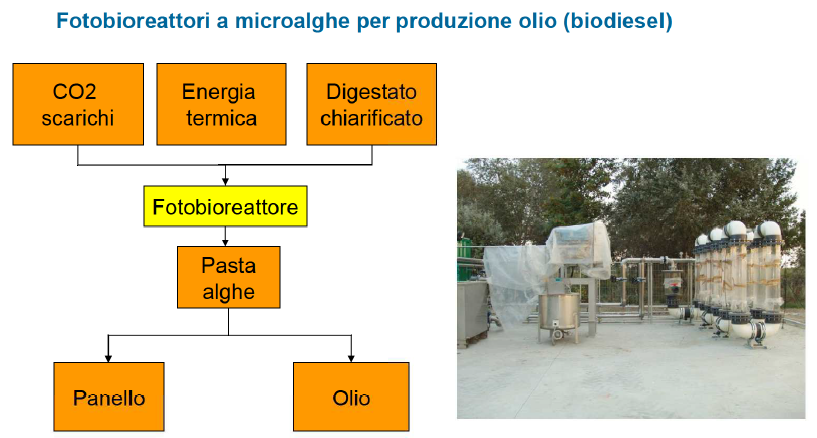 Fotobioreattori a microalghe per produzione olio (biodiesel)
CO2
scarichi
Energia
termica
Digestato
chiarificato
Fotobioreattore
Pasta
alghe
Panello
Olio